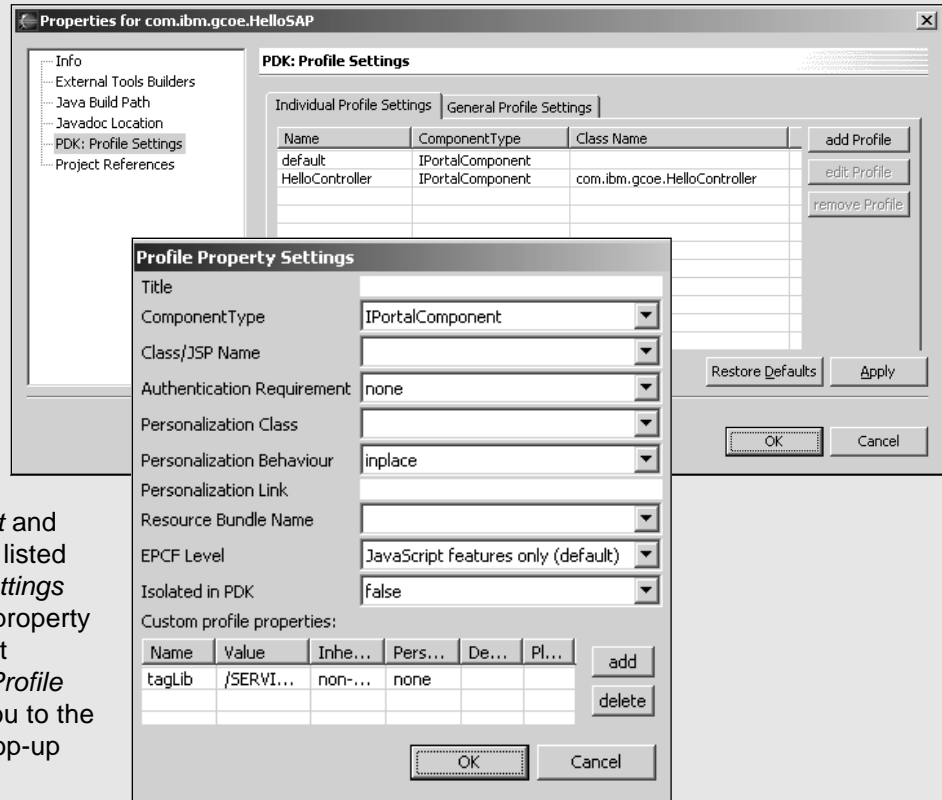 Properties for com.ibm.gcoe.HelloSAP
Info
External Tools Builders
Java Build Path
Javadoc Location
PDK: Profile Settings
Project References
PDK: Profile Settings
Individual Profile Settings General Profile Settings
Name ComponentType Class Name
default IPortalComponent
HelloController IPortalComponent com.ibm.gcoe.HelloController
add Profile
edit Profile
remove Profile
Restore Defaults Apply
OK Cancel
Profile Property Settings
Title
ComponentType IPortalComponent
Class/JSP Name
Authentication Requirement none
Personalization Class
Personalization Behaviour inplace
Personalization Link
Resource Bundle Name
EPCF Level JavaScript features only (default)
Isolated in PDK false
Custom profile properties:
Name Value Inhe... Pers... De... Pl...
tagLib /SERVI... non-... none
add
delete
OK Cancel
and
listed
property